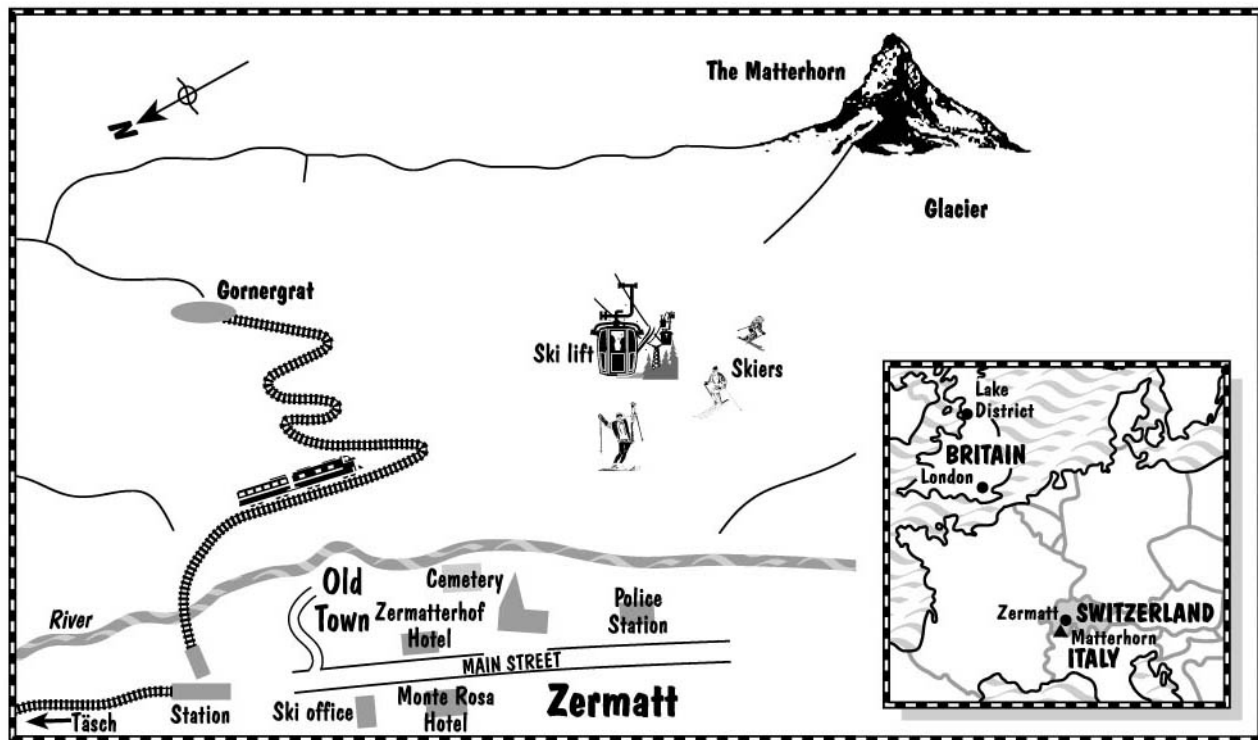 The Matterhorn
N
Glacier
Gornergrat
Ski lift
Skiers
Lake
District
BRITAIN
London
Zermatt
SWITZERLAND
Matterhorn
ITALY
River
Old
Town
Cemetery
Zermatterhof
Hotel
Police
Station
MAIN STREET
Station
Täsch
Ski office
Monte Rosa
Hotel
Zermatt